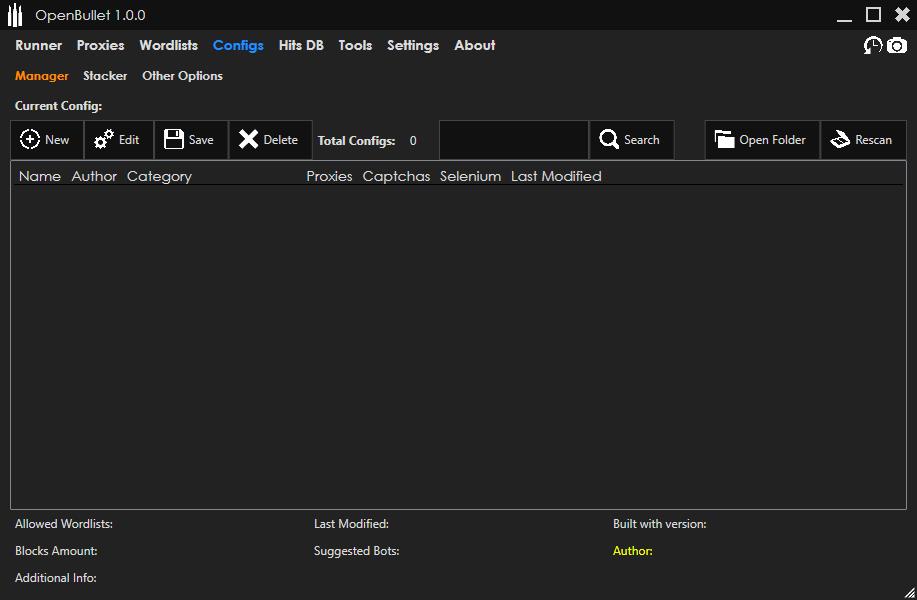 OpenBullet 1.0.0
Runner Proxies Wordlists Configs Hits DB Tools Settings About
Manager Stacker Other Options
Current Config:
New Edit Save Delete Total Configs: 0 Search Open Folder Rescan
Name Author Category Proxies Captchas Selenium Last Modified
Allowed Wordlists: Last Modified: Built with version:
Blocks Amount: Suggested Bots: Author:
Additional Info: